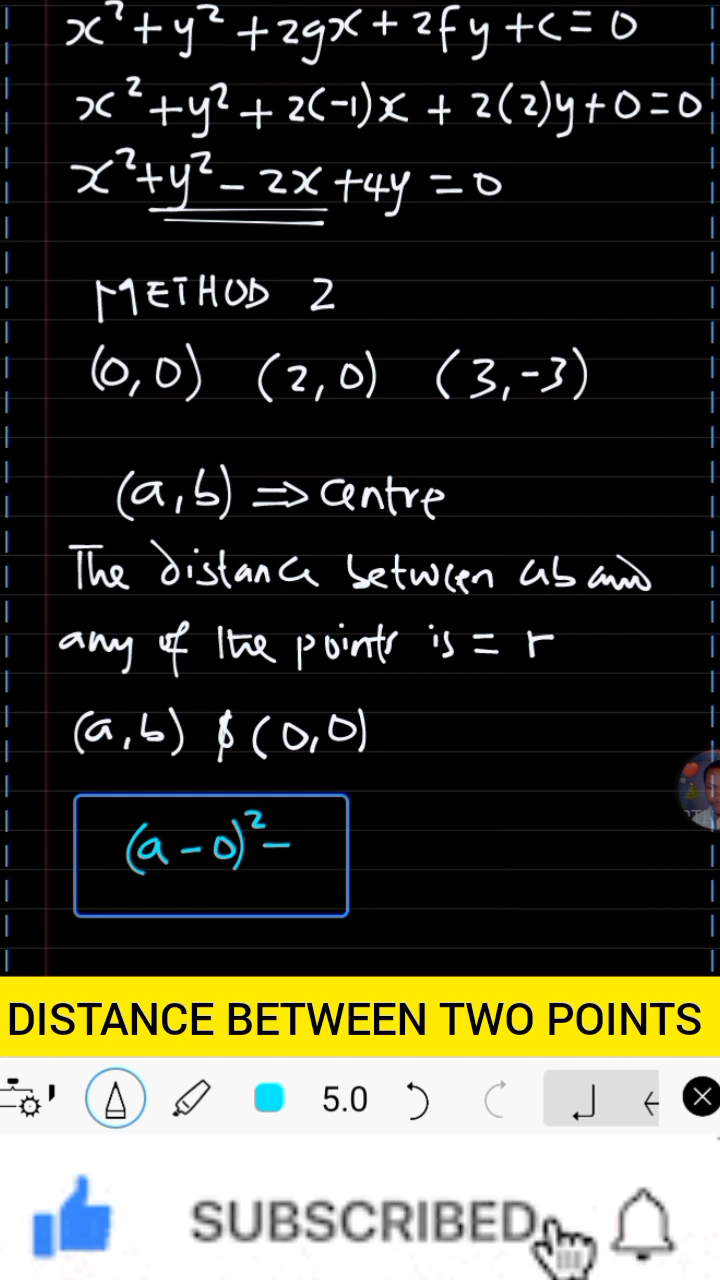 x² + y² + 2gx + 2fy + c = 0
x² + y² + 2(-1)x + 2(2)y + 0 = 0
x² + y² - 2x + 4y = 0
METHOD 2
(0,0) (2,0) (3,-3)
(a,b) ⇒ Centre
The distance between ab and
any of the points is = r
(a,b) $ (0,0)
(a - 0)² -
DISTANCE BETWEEN TWO POINTS
5.0
SUBSCRIBED